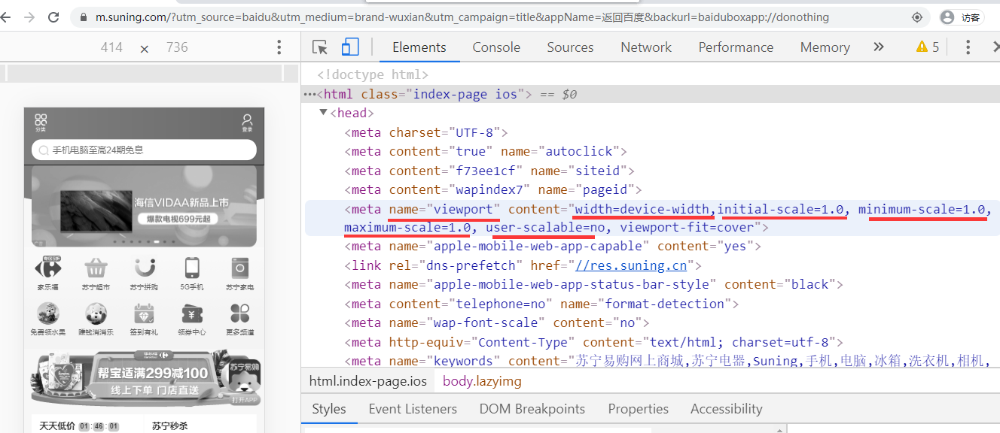 m.suning.com/?utm_source=baidu&utm_medium=brand-wuxian&utm_campaign=title&appName=返回百度&backurl=baiduboxapp://donothing
访客
414 × 736
Elements Console Sources Network Performance Memory » 5
分类
登录
手机电脑至高24期免息
海信VIDAA新品上市
爆款电视699元起
广告
家乐福 苏宁超市 苏宁拼购 5G手机 苏宁家电
免费领水果 赚钱消消乐 签到有礼 领券中心 更多频道
帮宝适满299减100
线上下单 门店直送
苏宁易购
打开APP
天天低价 01:46:01 苏宁秒杀
<!doctype html>
···<html class="index-page ios"> == $0
▼<head>
<meta charset="UTF-8">
<meta content="true" name="autoclick">
<meta content="f73ee1cf" name="siteid">
<meta content="wapindex7" name="pageid">
<meta name="viewport" content="width=device-width,initial-scale=1.0, minimum-scale=1.0,
maximum-scale=1.0, user-scalable=no, viewport-fit=cover">
<meta name="apple-mobile-web-app-capable" content="yes">
<link rel="dns-prefetch" href="//res.suning.cn">
<meta name="apple-mobile-web-app-status-bar-style" content="black">
<meta content="telephone=no" name="format-detection">
<meta name="wap-font-scale" content="no">
<meta http-equiv="Content-Type" content="text/html; charset=utf-8">
<meta name="keywords" content="苏宁易购网上商城,苏宁电器,Suning,手机,电脑,冰箱,洗衣机,相机,
html.index-page.ios body.lazyimg
Styles Event Listeners DOM Breakpoints Properties Accessibility